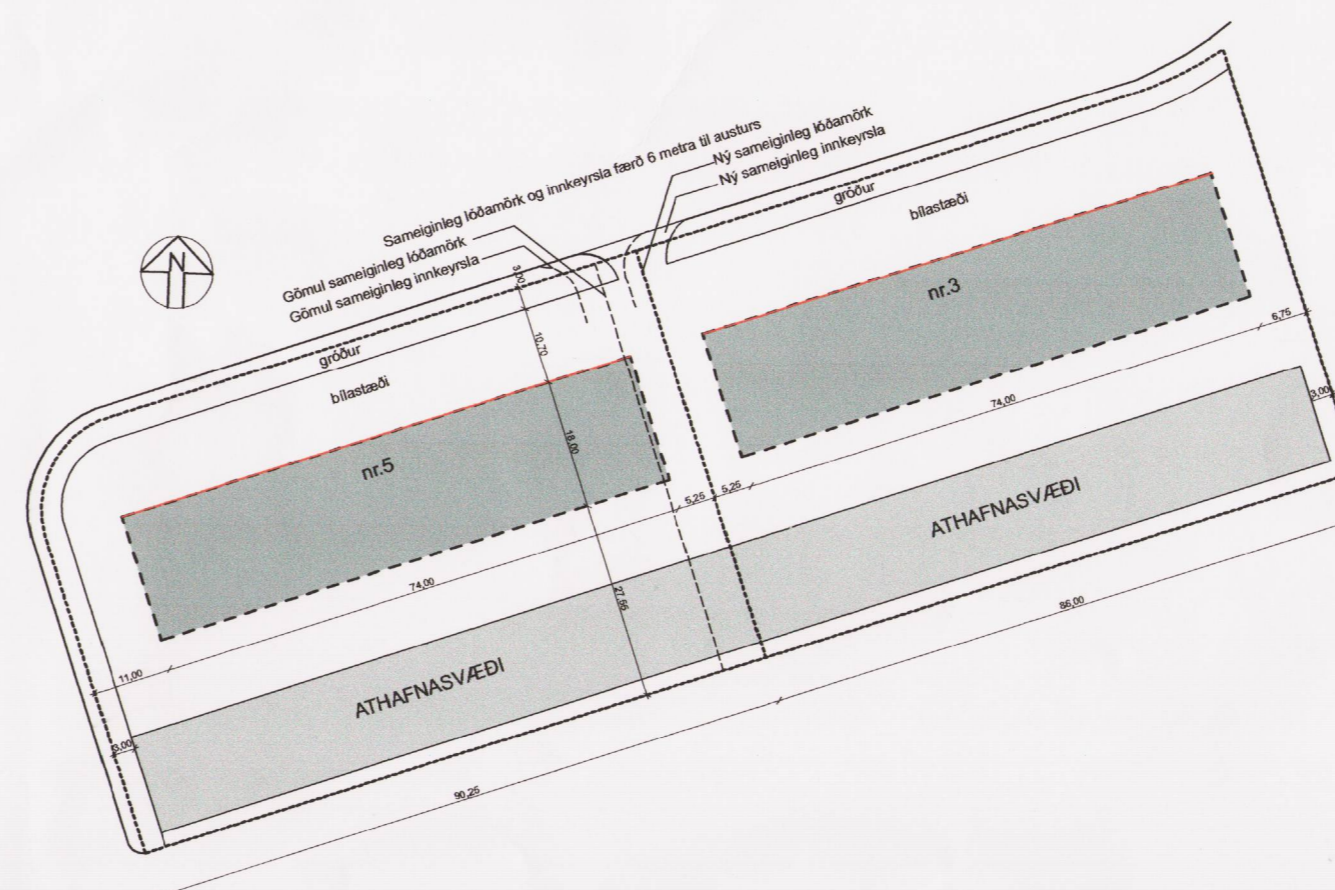 Sameiginleg lóðamörk og innkeyrsla færð 6 metra til austurs
Gömul sameiginleg lóðamörk
Gömul sameiginleg innkeyrsla
Ný sameiginleg lóðamörk
Ný sameiginleg innkeyrsla
N
gróður
bílastæði
gróður
bílastæði
nr.3
nr.5
3,00
10,70
18,00
27,66
6,75
74,00
3,00
5,25
5,25
74,00
11,00
3,00
ATHAFNASVÆÐI
ATHAFNASVÆÐI
86,00
90,25